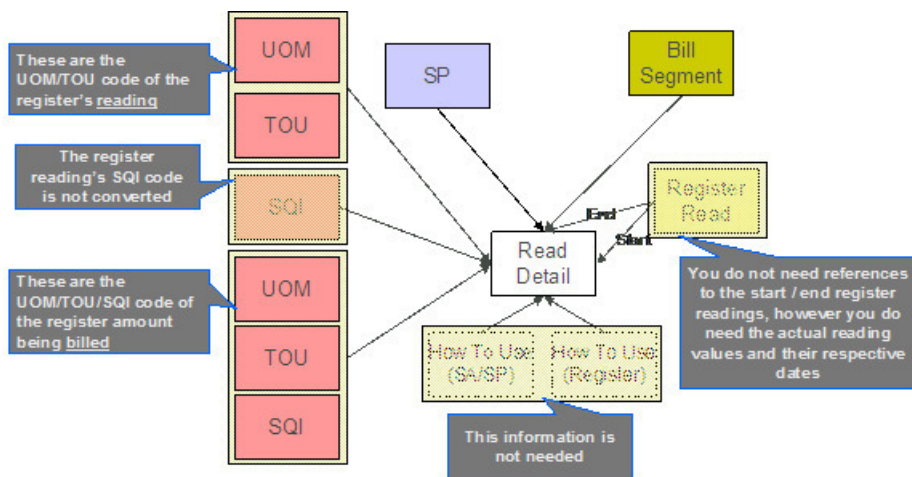 These are the
UOM/TOU code of the
register's reading
UOM
TOU
SP
Bill
Segment
The register
reading's SQI code
is not converted
SQI
Register
Read
End
Start
Read
Detail
These are the
UOM/TOU/SQI code of
the register amount
being billed
UOM
TOU
SQI
How To Use
(SA/SP)
How To Use
(Register)
You do not need references
to the start / end register
readings, however you do
need the actual reading
values and their respective
dates
This information is
not needed